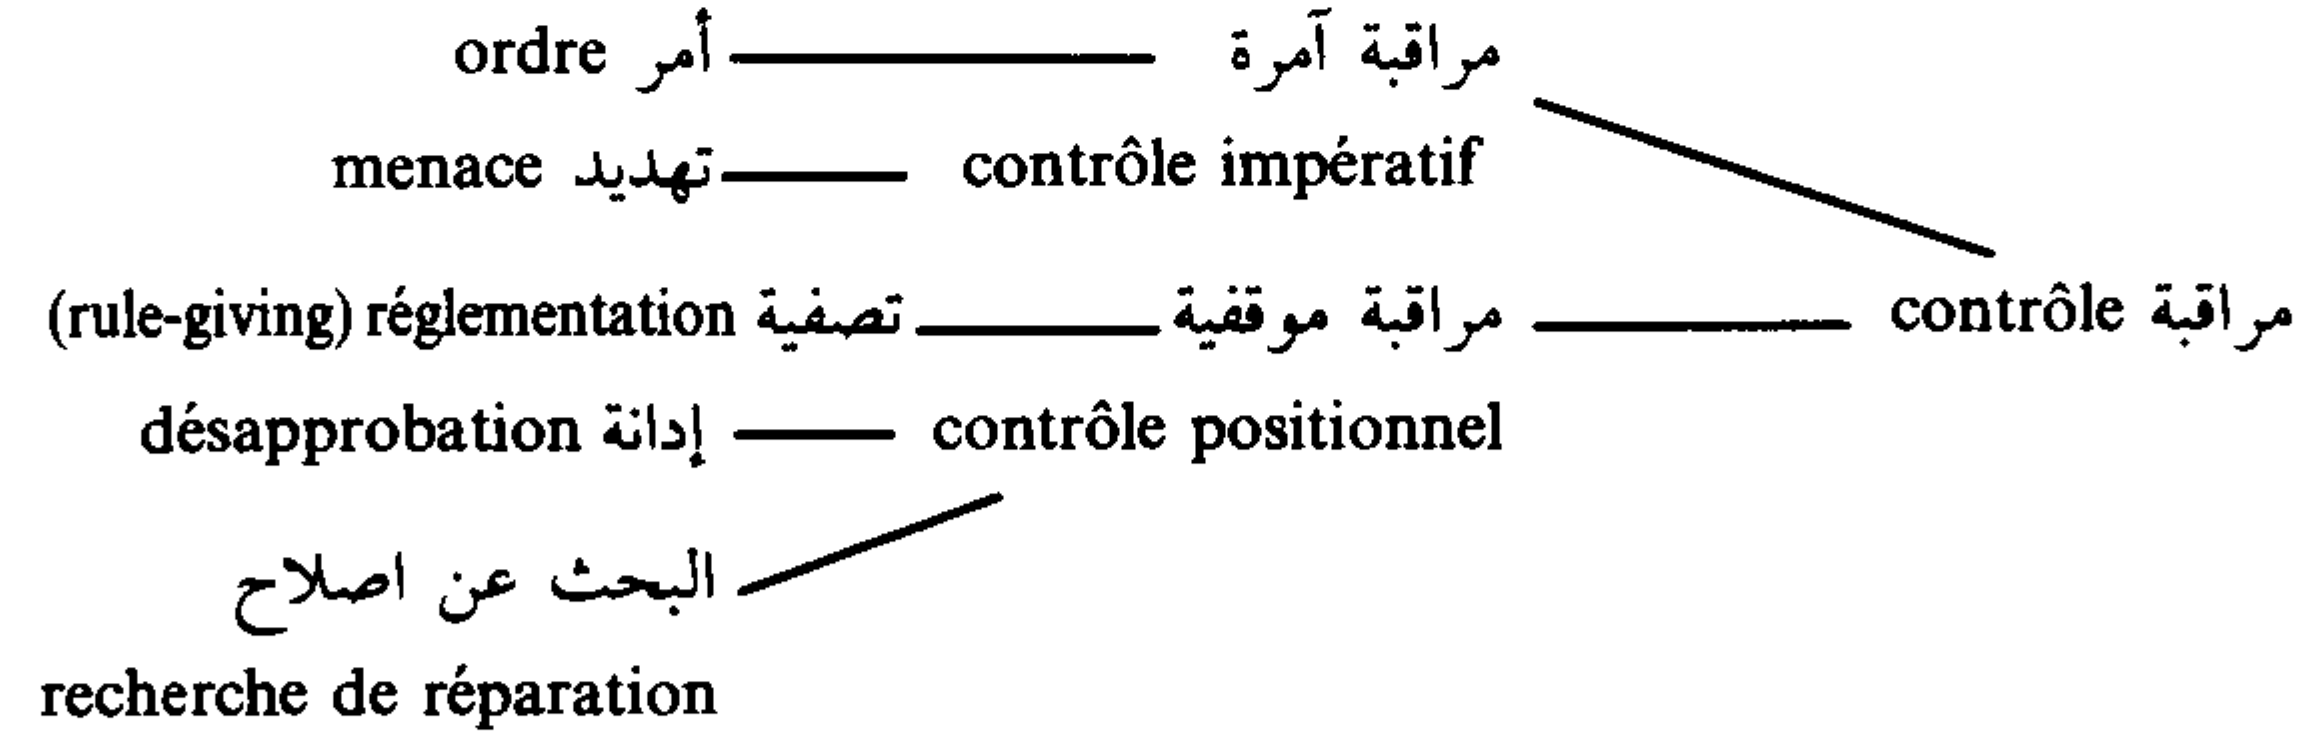 مراقبة آمرة — أمر ordre
contrôle impératif — تهديد menace
مراقبة contrôle — مراقبة موقفية — تصفية réglementation (rule-giving)
contrôle positionnel — إدانة désapprobation
البحث عن اصلاح
recherche de réparation